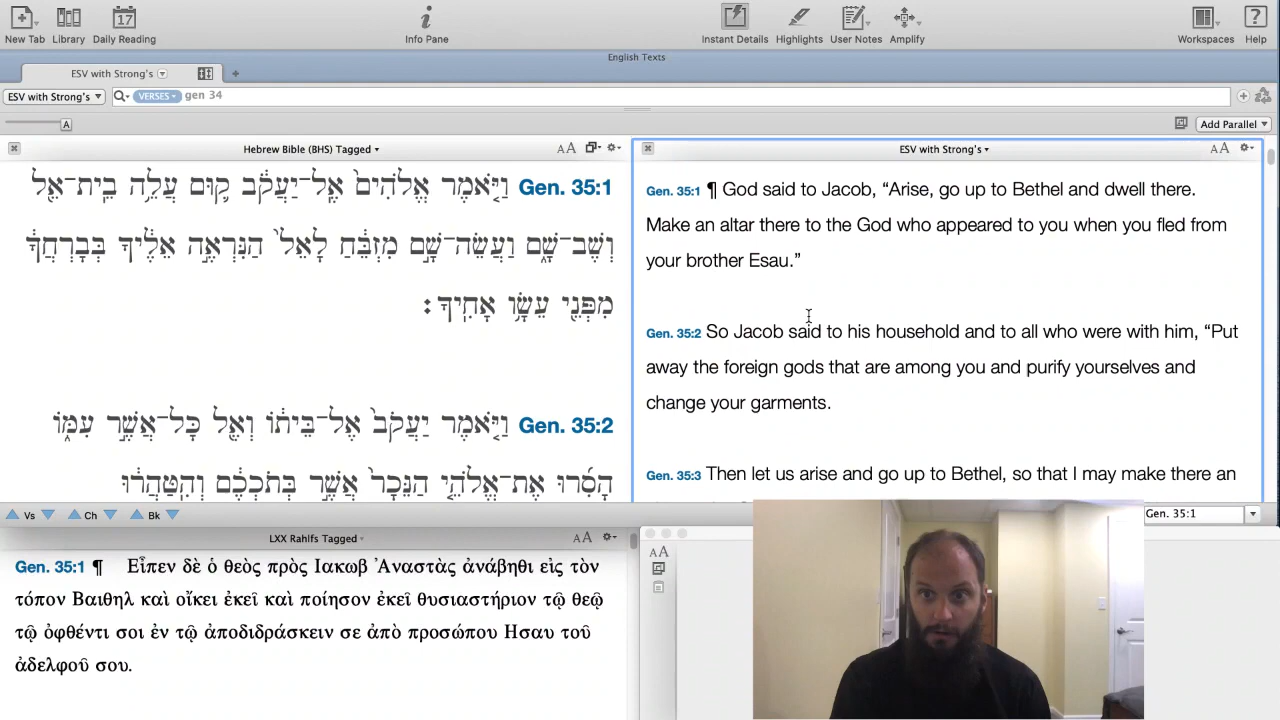 New Tab Library Daily Reading Info Pane Instant Details Highlights User Notes Amplify Workspaces Help
17
English Texts
ESV with Strong's
ESV with Strong's VERSES gen 34
A
Add Parallel
Hebrew Bible (BHS) Tagged AA
Gen. 35:1 וַיֹּ֤אמֶר אֱלֹהִים֙ אֶֽל־יַעֲקֹ֔ב ק֛וּם עֲלֵ֥ה בֵֽית־אֵ֖ל
וְשֶׁב־שָׁ֑ם וַעֲשֵׂה־שָׁ֣ם מִזְבֵּ֔חַ לָאֵל֙ הַנִּרְאֶ֣ה אֵלֶ֔יךָ בְּבָרְחֲךָ֔
מִפְּנֵ֖י עֵשָׂ֥ו אָחִֽיךָ׃
Gen. 35:2 וַיֹּ֤אמֶר יַעֲקֹב֙ אֶל־בֵּית֔וֹ וְאֶ֖ל כָּל־אֲשֶׁ֣ר עִמּ֑וֹ
הָסִ֜רוּ אֶת־אֱלֹהֵ֤י הַנֵּכָר֙ אֲשֶׁ֣ר בְּתֹכְכֶ֔ם וְהִֽטַּהֲר֔וּ
ESV with Strong's AA
Gen. 35:1 ¶ God said to Jacob, “Arise, go up to Bethel and dwell there.
Make an altar there to the God who appeared to you when you fled from
your brother Esau.”
Gen. 35:2 So Jacob said to his household and to all who were with him, “Put
away the foreign gods that are among you and purify yourselves and
change your garments.
Gen. 35:3 Then let us arise and go up to Bethel, so that I may make there an
Vs Ch Bk
Gen. 35:1
LXX Rahlfs Tagged AA
Gen. 35:1 ¶ Εἶπεν δὲ ὁ θεὸς πρὸς Ιακωβ Ἀναστὰς ἀνάβηθι εἰς τὸν
τόπον Βαιθηλ καὶ οἴκει ἐκεῖ καὶ ποίησον ἐκεῖ θυσιαστήριον τῷ θεῷ
τῷ ὀφθέντι σοι ἐν τῷ ἀποδιδράσκειν σε ἀπὸ προσώπου Ησαυ τοῦ
ἀδελφοῦ σου.
AA